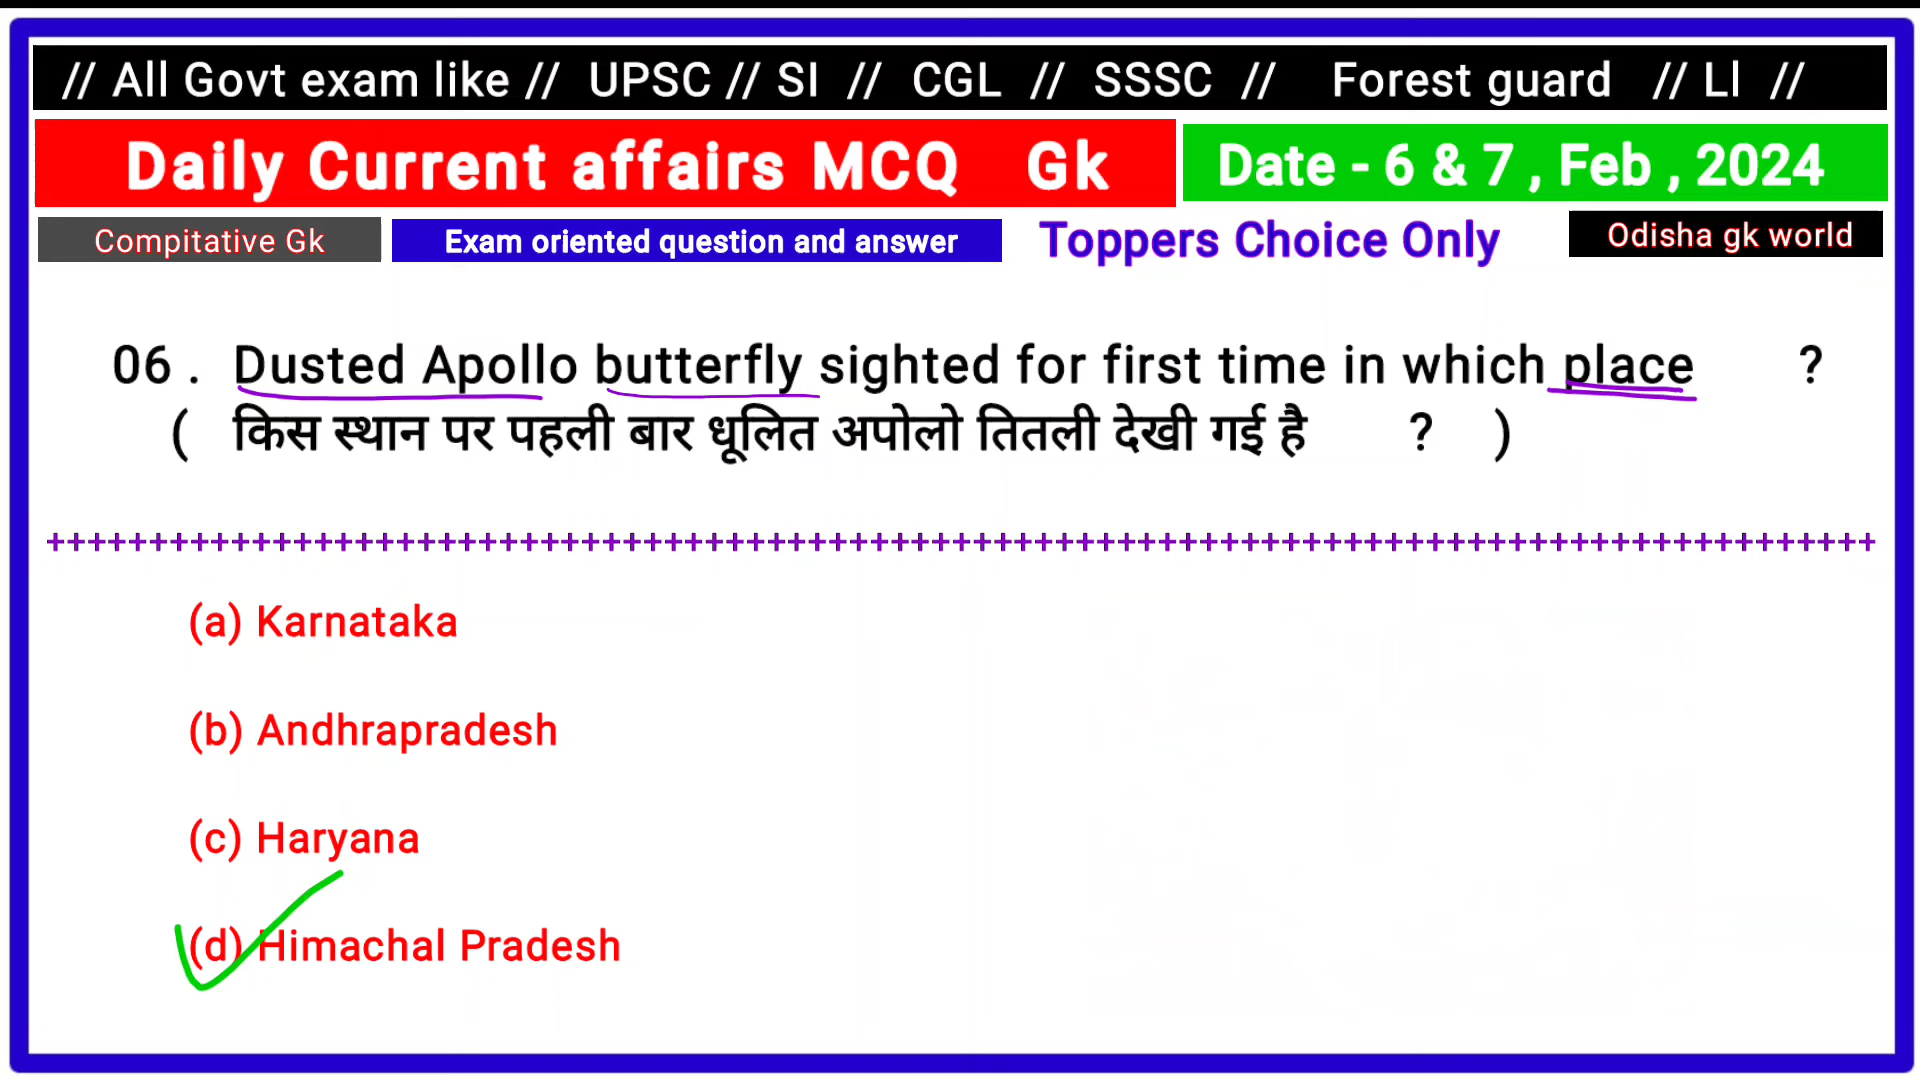 // All Govt exam like // UPSC // SI // CGL // SSSC // Forest guard // Ll //
Daily Current affairs MCQ Gk Date - 6 & 7 , Feb , 2024
Compitative Gk Exam oriented question and answer Toppers Choice Only Odisha gk world
06 . Dusted Apollo butterfly sighted for first time in which place ?
( किस स्थान पर पहली बार धूलित अपोलो तितली देखी गई है ? )
+++++++++++++++++++++++++++++++++++++++++++++++++++++++++++++++++++++++++++++++++++++++++
(a) Karnataka
(b) Andhrapradesh
(c) Haryana
(d) Himachal Pradesh